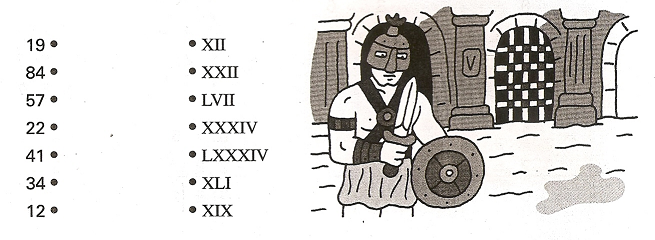 19 • • XII
84 • • XXII
57 • • LVII
22 • • XXXIV
41 • • LXXXIV
34 • • XLI
12 • • XIX
V